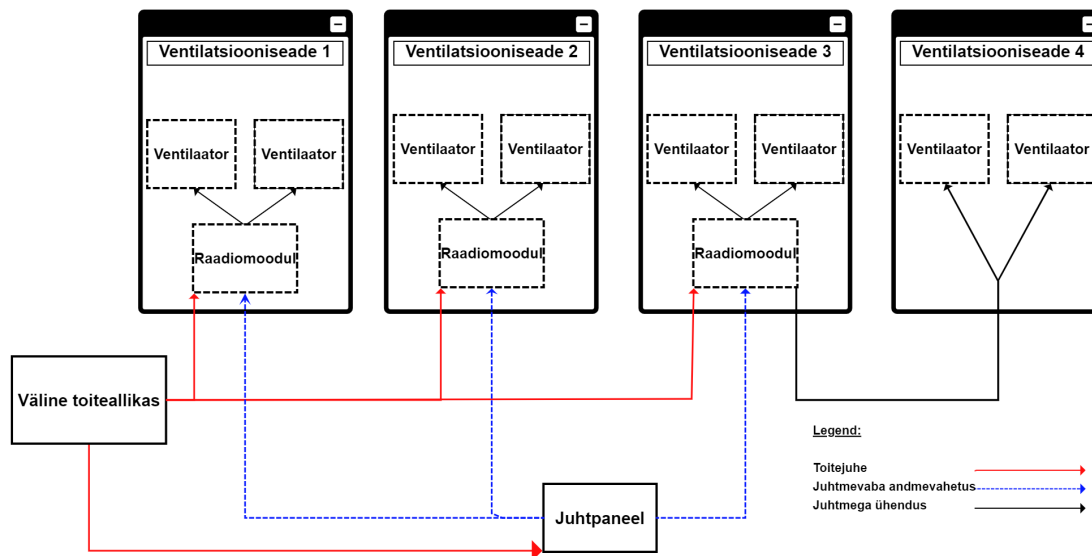 Ventilatsiooniseade 1
Ventilatsiooniseade 2
Ventilatsiooniseade 3
Ventilatsiooniseade 4
Ventilaator
Ventilaator
Ventilaator
Ventilaator
Ventilaator
Ventilaator
Ventilaator
Ventilaator
Raadiomoodul
Raadiomoodul
Raadiomoodul
Väline toiteallikas
Juhtpaneel
Legend:
Toitejuhe
Juhtmevaba andmevahetus
Juhtmega ühendus